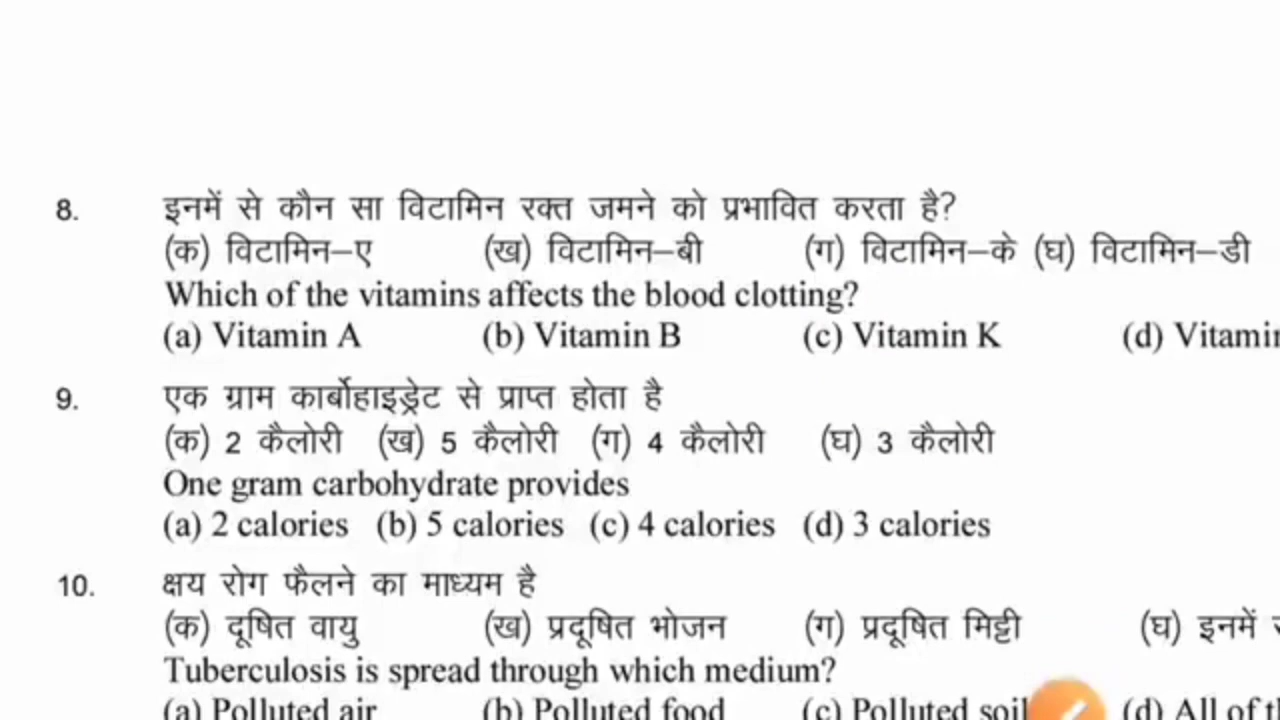 8. इनमें से कौन सा विटामिन रक्त जमने को प्रभावित करता है?
(क) विटामिन–ए (ख) विटामिन–बी (ग) विटामिन–के (घ) विटामिन–डी
Which of the vitamins affects the blood clotting?
(a) Vitamin A (b) Vitamin B (c) Vitamin K (d)
9. एक ग्राम कार्बोहाइड्रेट से प्राप्त होता है
(क) 2 कैलोरी (ख) 5 कैलोरी (ग) 4 कैलोरी (घ) 3 कैलोरी
One gram carbohydrate provides
(a) 2 calories (b) 5 calories (c) 4 calories (d) 3 calories
10. क्षय रोग फैलने का माध्यम है
(क) दूषित वायु (ख) प्रदूषित भोजन (ग) प्रदूषित मिट्टी (घ) इनमें
Tuberculosis is spread through which medium?
(a) Polluted air (b) Polluted food (c) Polluted soil (d) All of